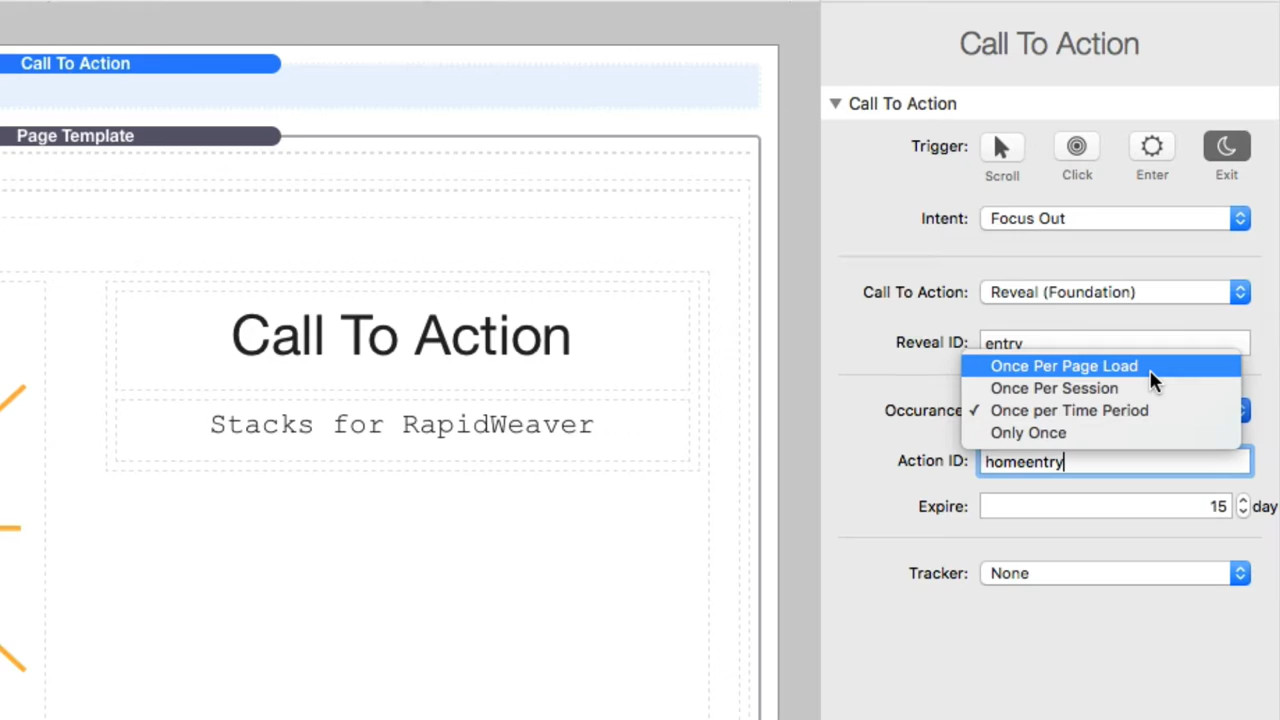 Call To Action
Page Template
Call To Action
Stacks for RapidWeaver
Call To Action
Call To Action
Trigger:
Scroll
Click
Enter
Exit
Intent:
Focus Out
Call To Action:
Reveal (Foundation)
Reveal ID:
entry
Once Per Page Load
Once Per Session
Occurance
✓ Once per Time Period
Only Once
Action ID:
homeentry
Expire:
15
day
Tracker:
None